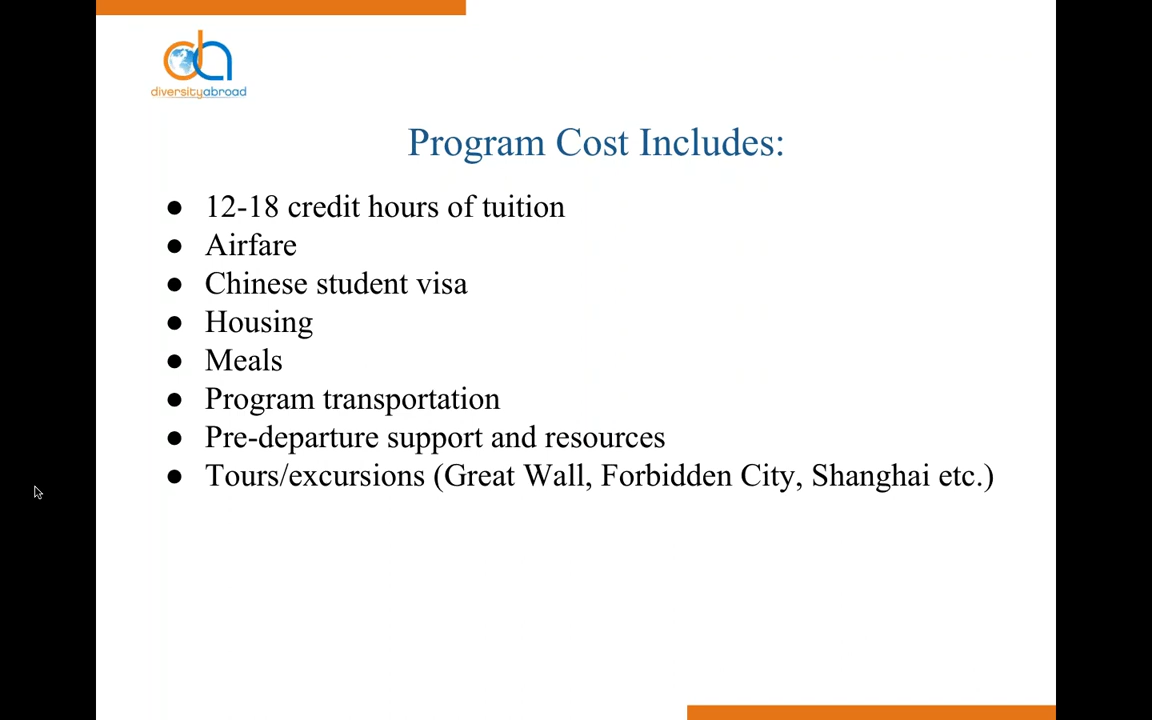 diversityabroad
Program Cost Includes:
● 12-18 credit hours of tuition
● Airfare
● Chinese student visa
● Housing
● Meals
● Program transportation
● Pre-departure support and resources
● Tours/excursions (Great Wall, Forbidden City, Shanghai etc.)